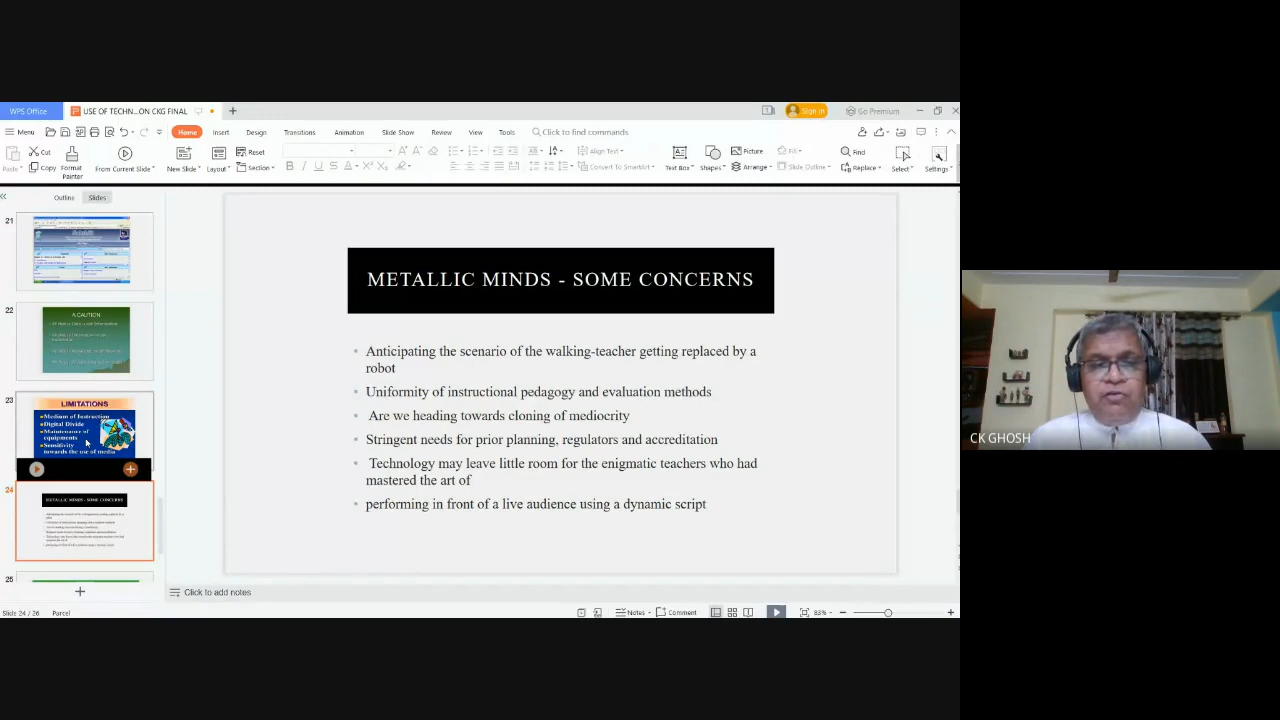 WPS Office
USE OF TECHN...ON CKG FINAL
Sign in
Go Premium
Menu
Home
Insert
Design
Transitions
Animation
Slide Show
Review
View
Tools
Click to find commands
Paste
Cut
Copy
Format Painter
From Current Slide
New Slide
Layout
Reset
Section
Align Text
Convert To SmartArt
Text Box
Shapes
Picture
Arrange
Fill
Slide Outline
Find
Replace
Select
Settings
Outline
Slides
21
22
A CAUTION
23
LIMITATIONS
Medium of Instruction
Digital Divide
Maintenance of
equipments
Sensitivity
towards the use of media
24
METALLIC MINDS - SOME CONCERNS
25
METALLIC MINDS - SOME CONCERNS
Anticipating the scenario of the walking-teacher getting replaced by a
robot
Uniformity of instructional pedagogy and evaluation methods
Are we heading towards cloning of mediocrity
Stringent needs for prior planning, regulators and accreditation
Technology may leave little room for the enigmatic teachers who had
mastered the art of
performing in front of a live audience using a dynamic script
Click to add notes
Slide 24 / 26
Parcel
Notes
Comment
83%
CK GHOSH